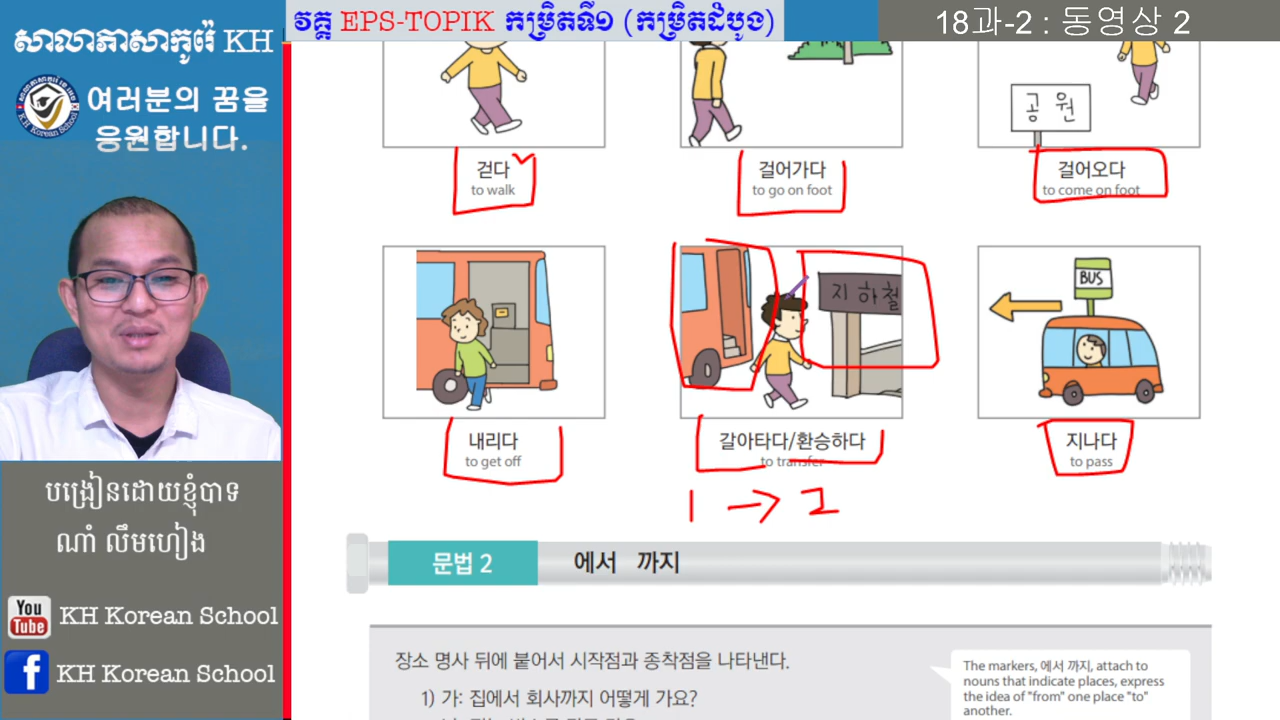 សាលាភាសាកូរ៉េ KH
វគ្គ EPS-TOPIK កម្រិតទី១ (កម្រិតដំបូង)
18과-2 : 동영상 2
여러분의 꿈을
응원합니다.
KH Korean School
공 원
걷다
to walk
걸어가다
to go on foot
걸어오다
to come on foot
지하철
BUS
내리다
to get off
갈아타다/환승하다
to transfer
지나다
to pass
1 → 2
បង្រៀនដោយខ្ញុំបាទ
ណាំ លឹមហៀង
You Tube KH Korean School
f KH Korean School
문법 2 에서 까지
장소 명사 뒤에 붙어서 시작점과 종착점을 나타낸다.
1) 가: 집에서 회사까지 어떻게 가요?
The markers, 에서 까지, attach to
nouns that indicate places, express
the idea of "from" one place "to"
another.